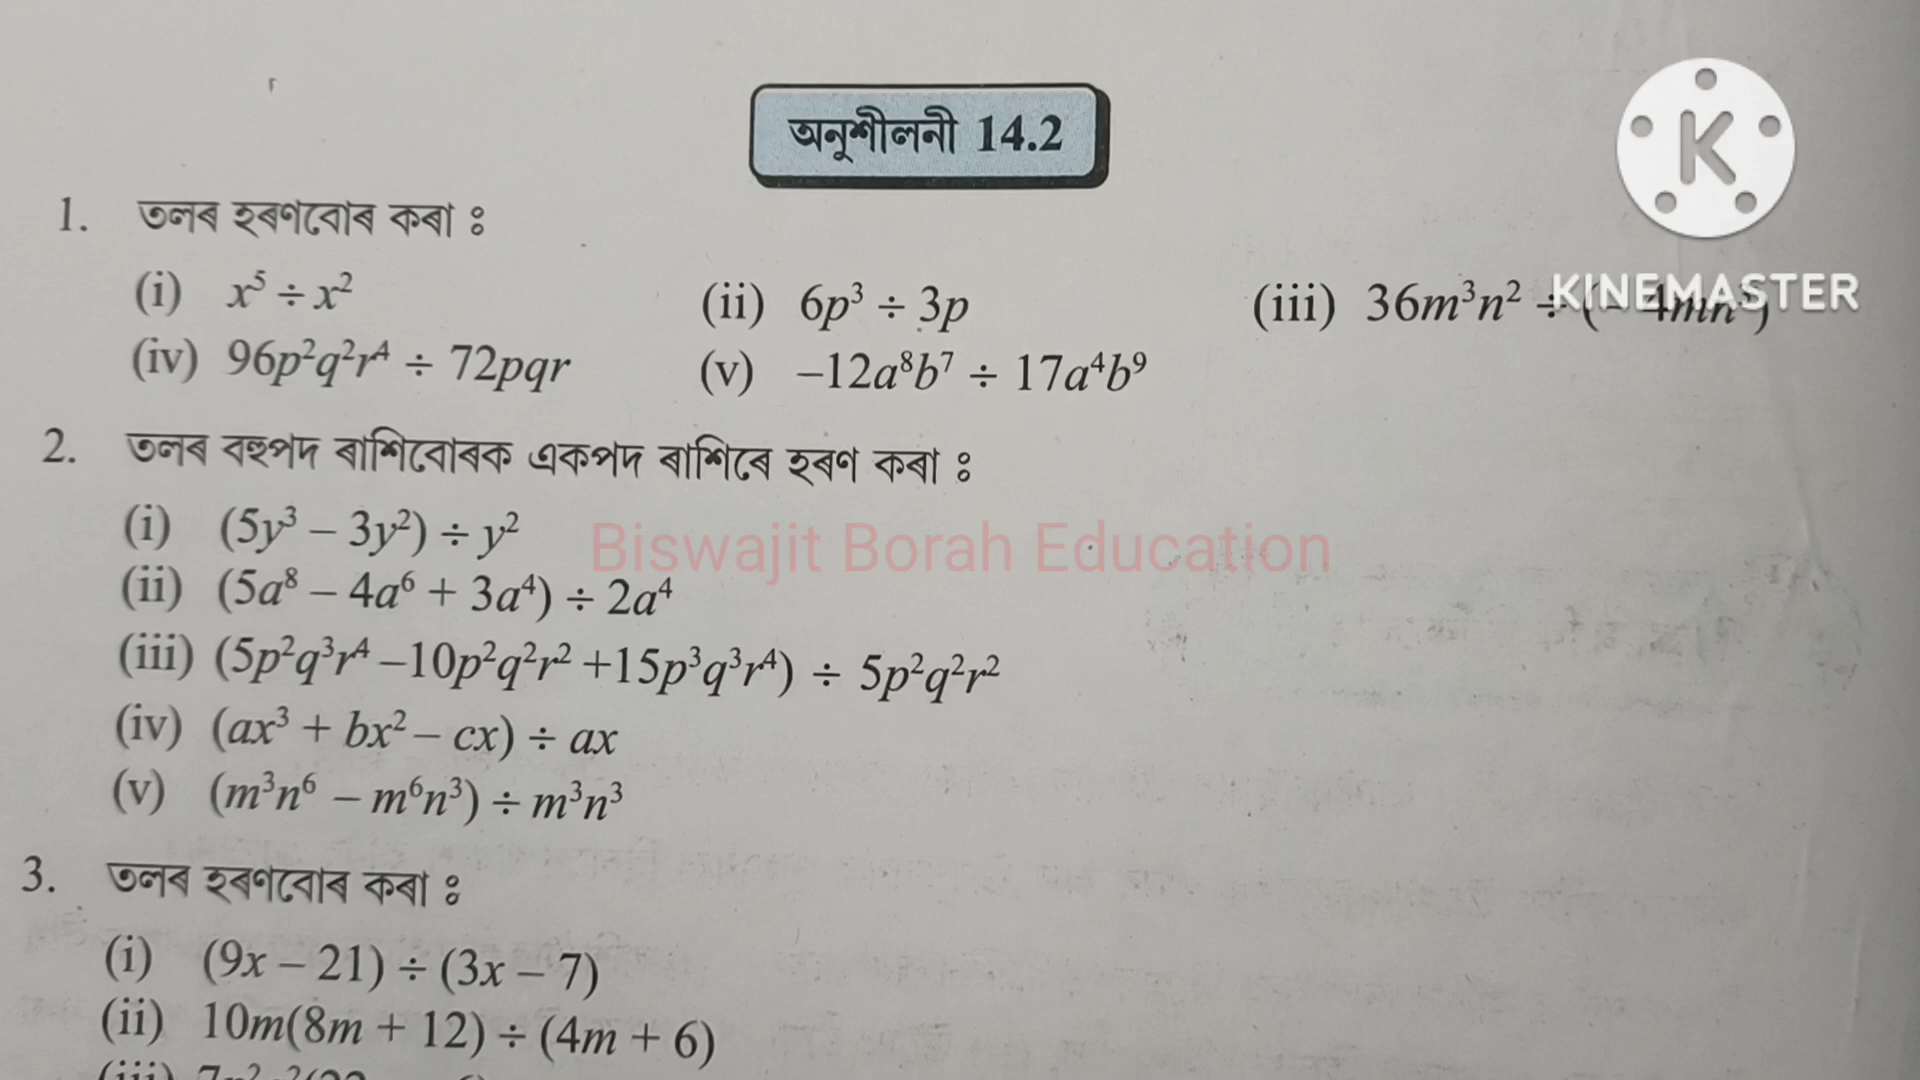 অনুশীলনী 14.2
1. তলৰ হৰণবোৰ কৰা ঃ
(i) x⁵ ÷ x² (ii) 6p³ ÷ 3p (iii) 36m³n² ÷ (– 4mn
KINEMASTER
(iv) 96p²q²r⁴ ÷ 72pqr (v) –12a⁸b⁷ ÷ 17a⁴b⁹
2. তলৰ বহুপদ ৰাশিবোৰক একপদ ৰাশিৰে হৰণ কৰা ঃ
(i) (5y³ – 3y²) ÷ y²
Biswajit Borah Education
(ii) (5a⁸ – 4a⁶ + 3a⁴) ÷ 2a⁴
(iii) (5p²q³r⁴ –10p²q²r² +15p³q³r⁴) ÷ 5p²q²r²
(iv) (ax³ + bx² – cx) ÷ ax
(v) (m³n⁶ – m⁶n³) ÷ m³n³
3. তলৰ হৰণবোৰ কৰা ঃ
(i) (9x – 21) ÷ (3x – 7)
(ii) 10m(8m + 12) ÷ (4m + 6)
(iii)